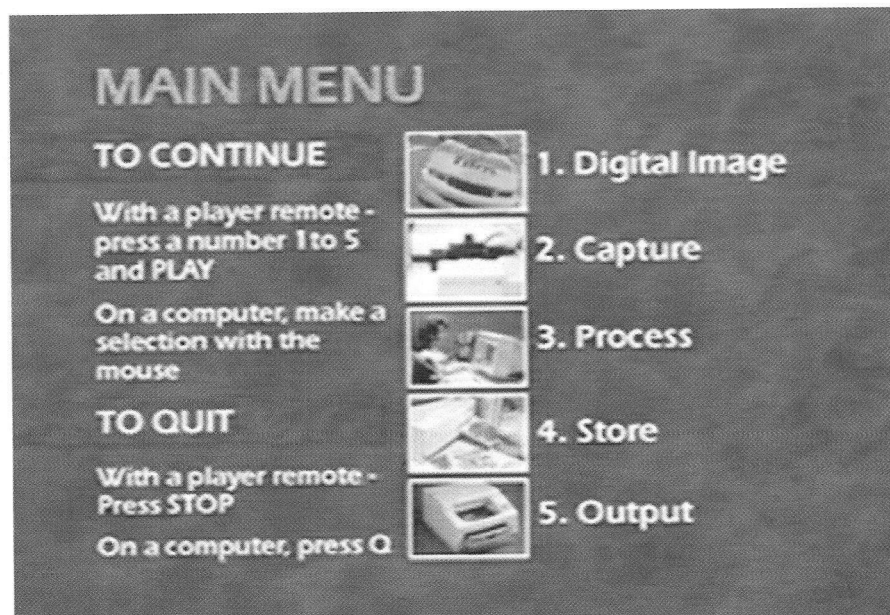 MAIN MENU
TO CONTINUE
With a player remote -
press a number 1 to 5
and PLAY
On a computer, make a
selection with the
mouse
TO QUIT
With a player remote -
Press STOP
On a computer, press Q
1. Digital Image
2. Capture
3. Process
4. Store
5. Output